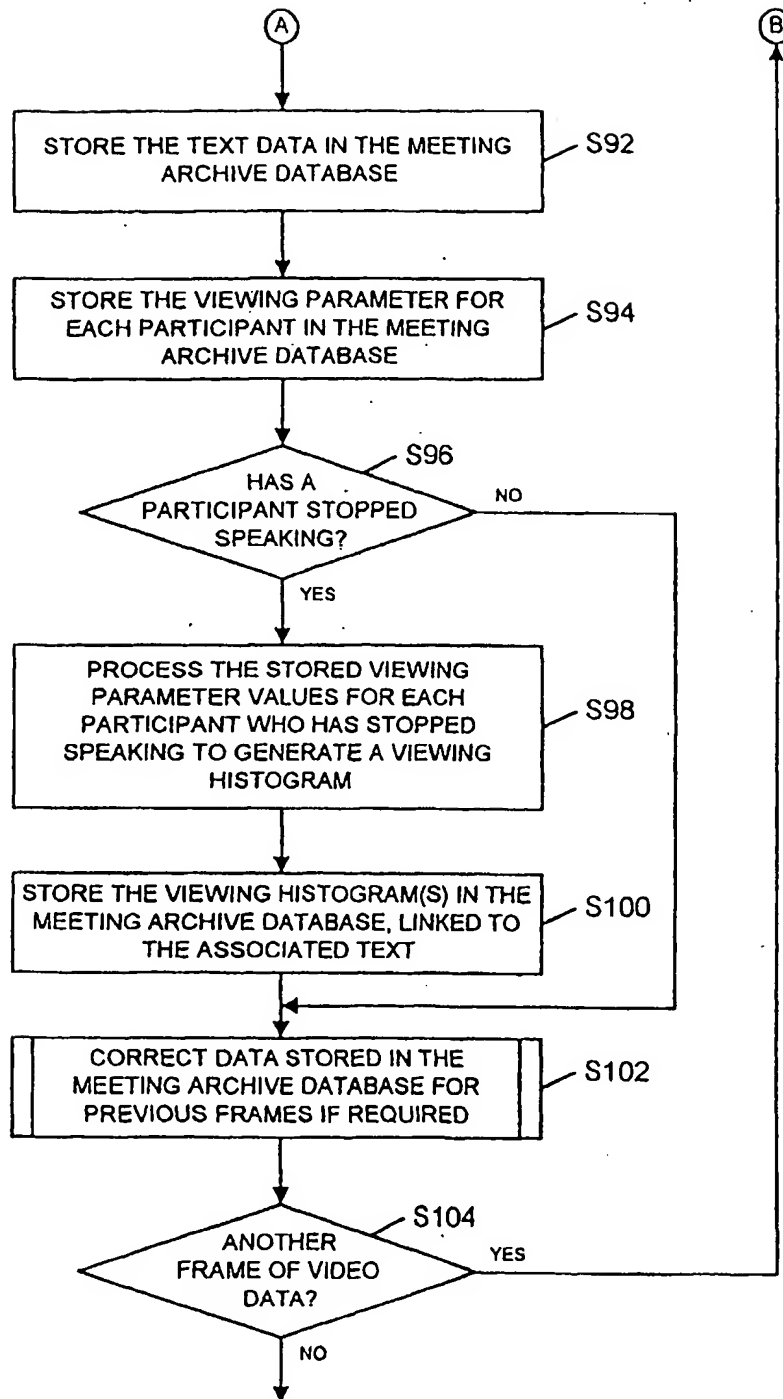 A
B
STORE THE TEXT DATA IN THE MEETING
ARCHIVE DATABASE
S92
STORE THE VIEWING PARAMETER FOR
EACH PARTICIPANT IN THE MEETING
ARCHIVE DATABASE
S94
S96
HAS A
PARTICIPANT STOPPED
SPEAKING?
NO
YES
PROCESS THE STORED VIEWING
PARAMETER VALUES FOR EACH
PARTICIPANT WHO HAS STOPPED
SPEAKING TO GENERATE A VIEWING
HISTOGRAM
S98
STORE THE VIEWING HISTOGRAM(S) IN THE
MEETING ARCHIVE DATABASE, LINKED TO
THE ASSOCIATED TEXT
S100
CORRECT DATA STORED IN THE
MEETING ARCHIVE DATABASE FOR
PREVIOUS FRAMES IF REQUIRED
S102
S104
ANOTHER
FRAME OF VIDEO
DATA?
YES
NO